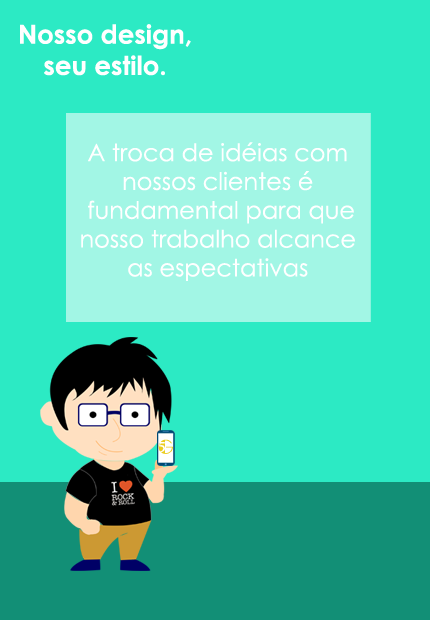 Nosso design,
seu estilo.
A troca de idéias com
nossos clientes é
fundamental para que
nosso trabalho alcance
as espectativas
I
ROCK
& ROLL